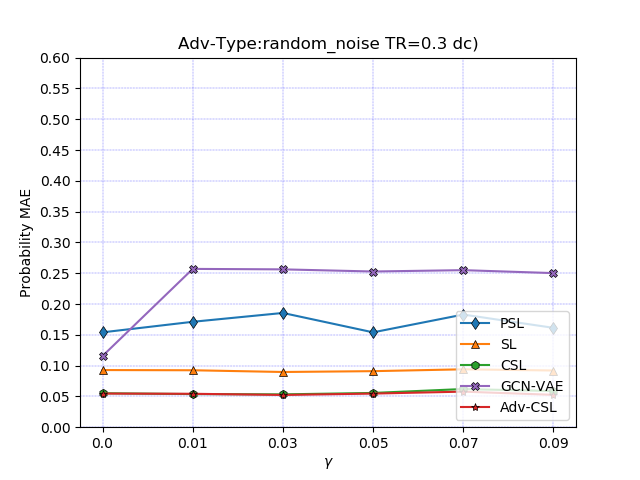 Adv-Type:random_noise TR=0.3 dc)
Probability MAE
0.60
0.55
0.50
0.45
0.40
0.35
0.30
0.25
0.20
0.15
0.10
0.05
0.00
0.0 0.01 0.03 0.05 0.07 0.09
γ
PSL
SL
CSL
GCN-VAE
Adv-CSL